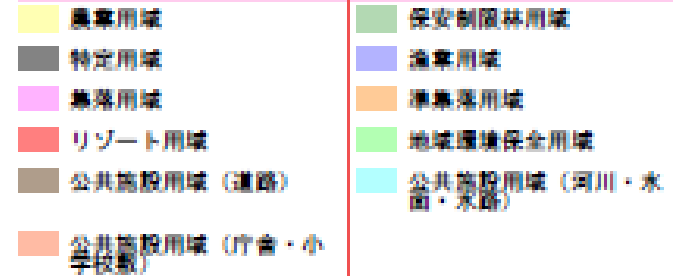 農業用域
保安制限林用域
特定用域
漁業用域
集落用域
準集落用域
リゾート用域
地域環境保全用域
公共施設用域（道路）
公共施設用域（河川・水
面・水路）
公共施設用域（庁舎・小
学校敷）